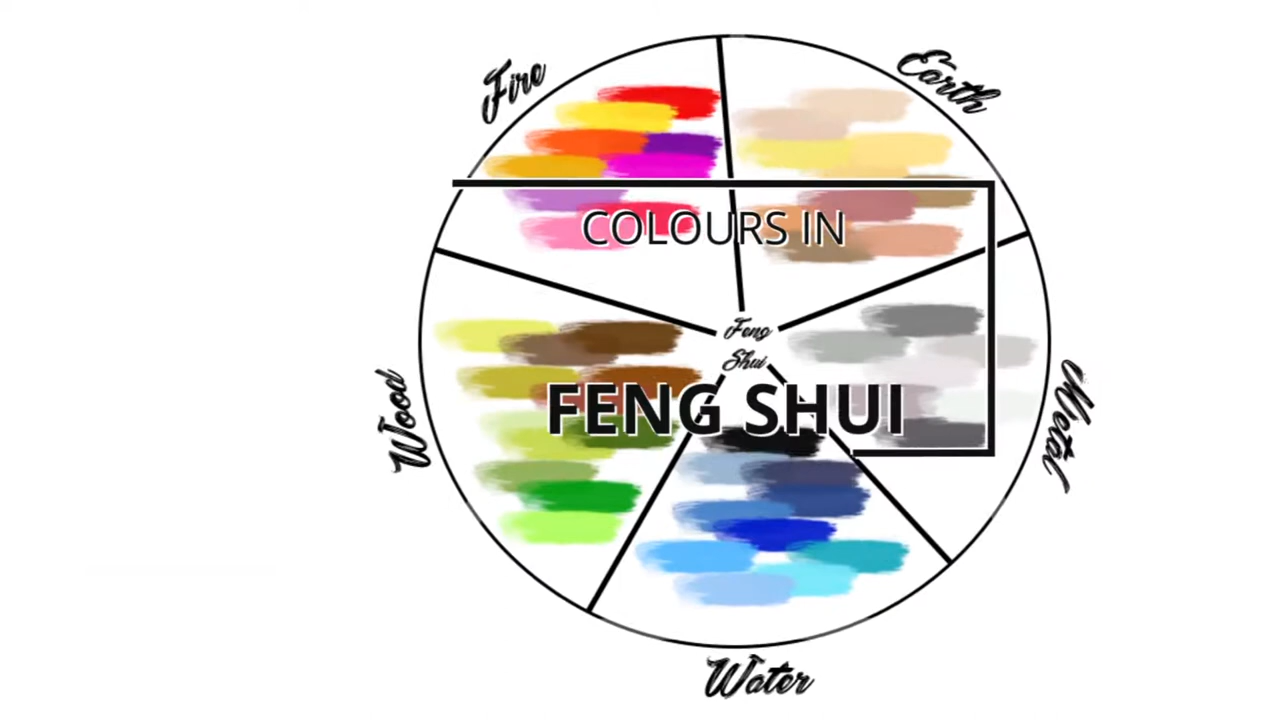 Fire
Earth
COLOURS IN
Feng
Shui
FENG SHUI
Wood
Metal
Water